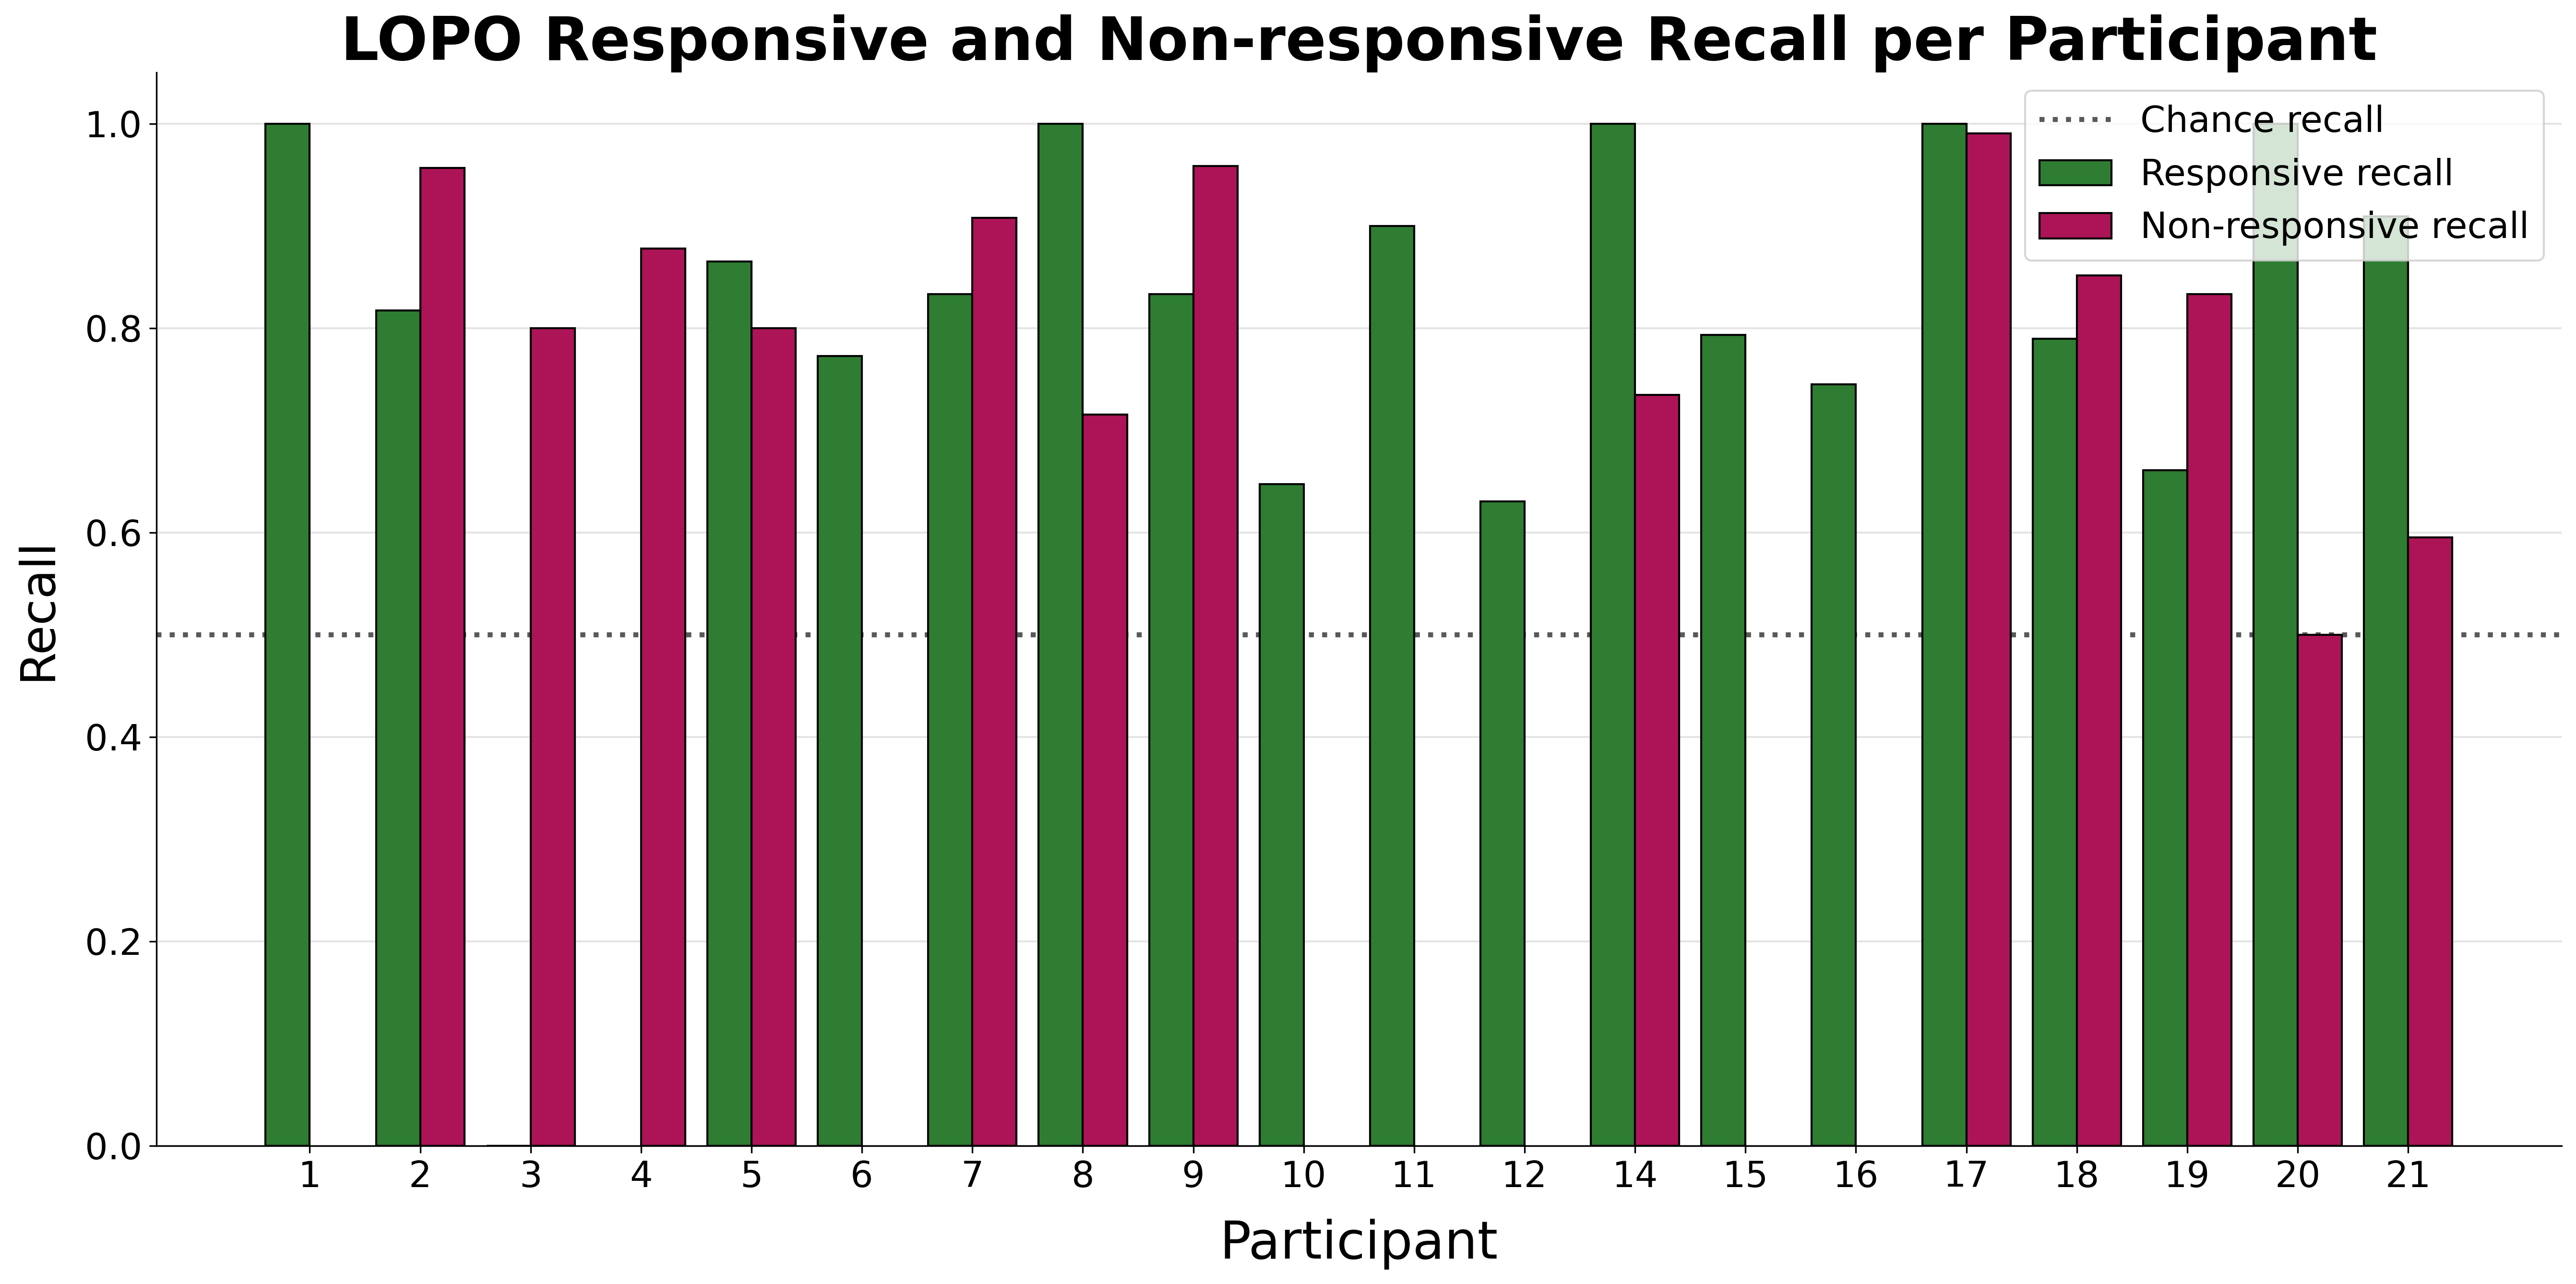 LOPO Responsive and Non-responsive Recall per Participant
Chance recall
Responsive recall
Non-responsive recall
Recall
1.0
0.8
0.6
0.4
0.2
0.0
1 2 3 4 5 6 7 8 9 10 11 12 14 15 16 17 18 19 20 21
Participant